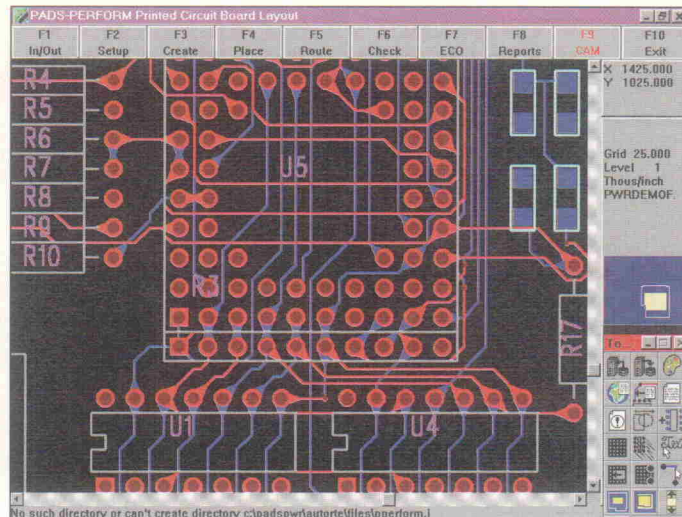 PADS-PERFORM Printed Circuit Board Layout
F1 F2 F3 F4 F5 F6 F7 F8 F9 F10
In/Out Setup Create Place Route Check ECO Reports CAM Exit
X 1425.000
Y 1025.000
Grid 25.000
Level 1
Thous/inch
PWRDEMOF.
To...
R4
R5
R6
R7
R8
R9
R10
U5
R3
R17
U1
U4
No such directory or can't create directory c:\padspwr\autorte\files\pperform.j